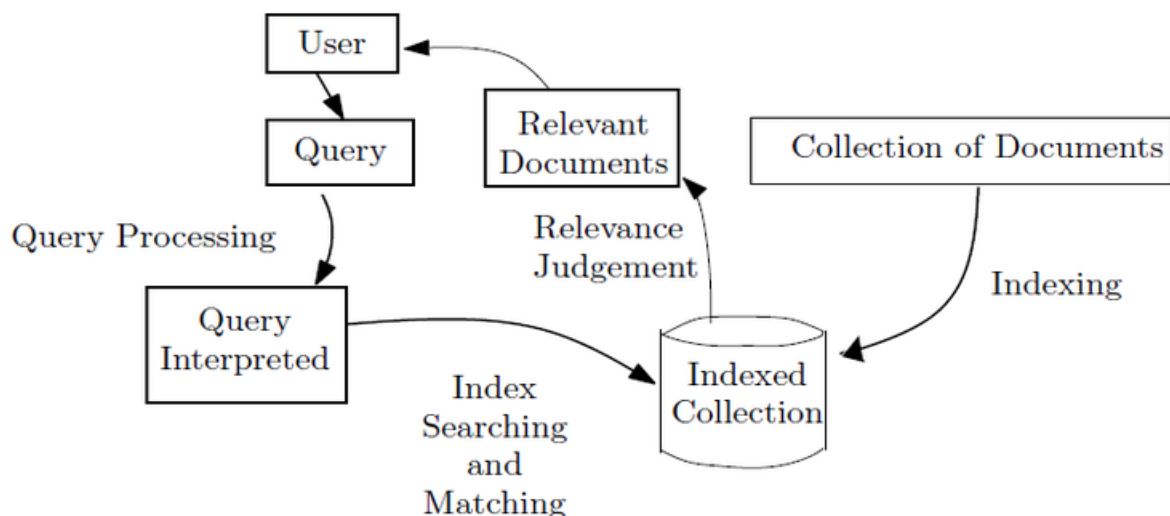 User
Query
Relevant
Documents
Collection of Documents
Query Processing
Relevance
Judgement
Indexing
Query
Interpreted
Indexed
Collection
Index
Searching
and
Matching